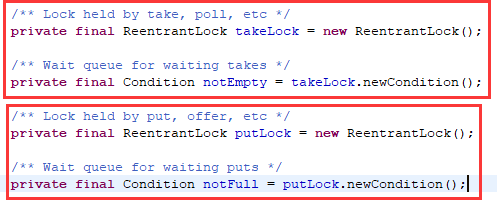 /** Lock held by take, poll, etc */
private final ReentrantLock takeLock = new ReentrantLock();
/** Wait queue for waiting takes */
private final Condition notEmpty = takeLock.newCondition();
/** Lock held by put, offer, etc */
private final ReentrantLock putLock = new ReentrantLock();
/** Wait queue for waiting puts */
private final Condition notFull = putLock.newCondition();